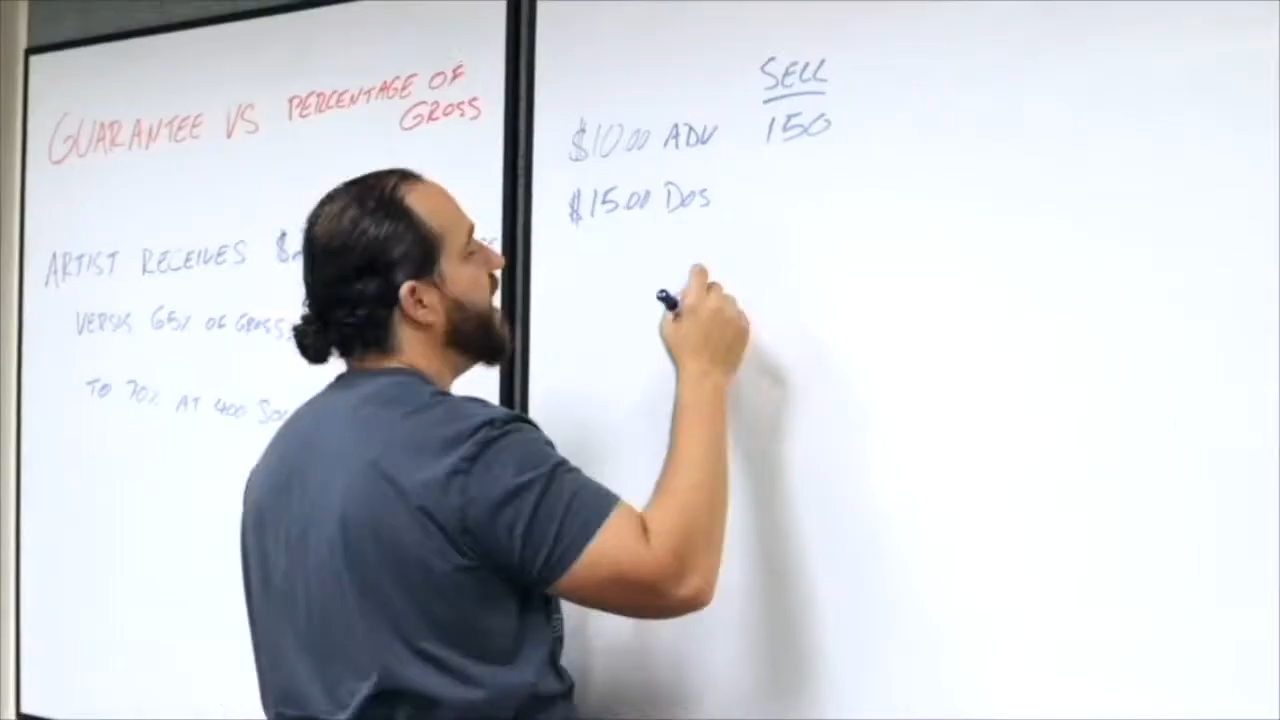 GUARANTEE VS PERCENTAGE OF
GROSS
ARTIST RECEIVES
VERSUS 65% OF GROSS
TO 70% AT 400
SELL
$10.00 ADV 150
$15.00 DOS